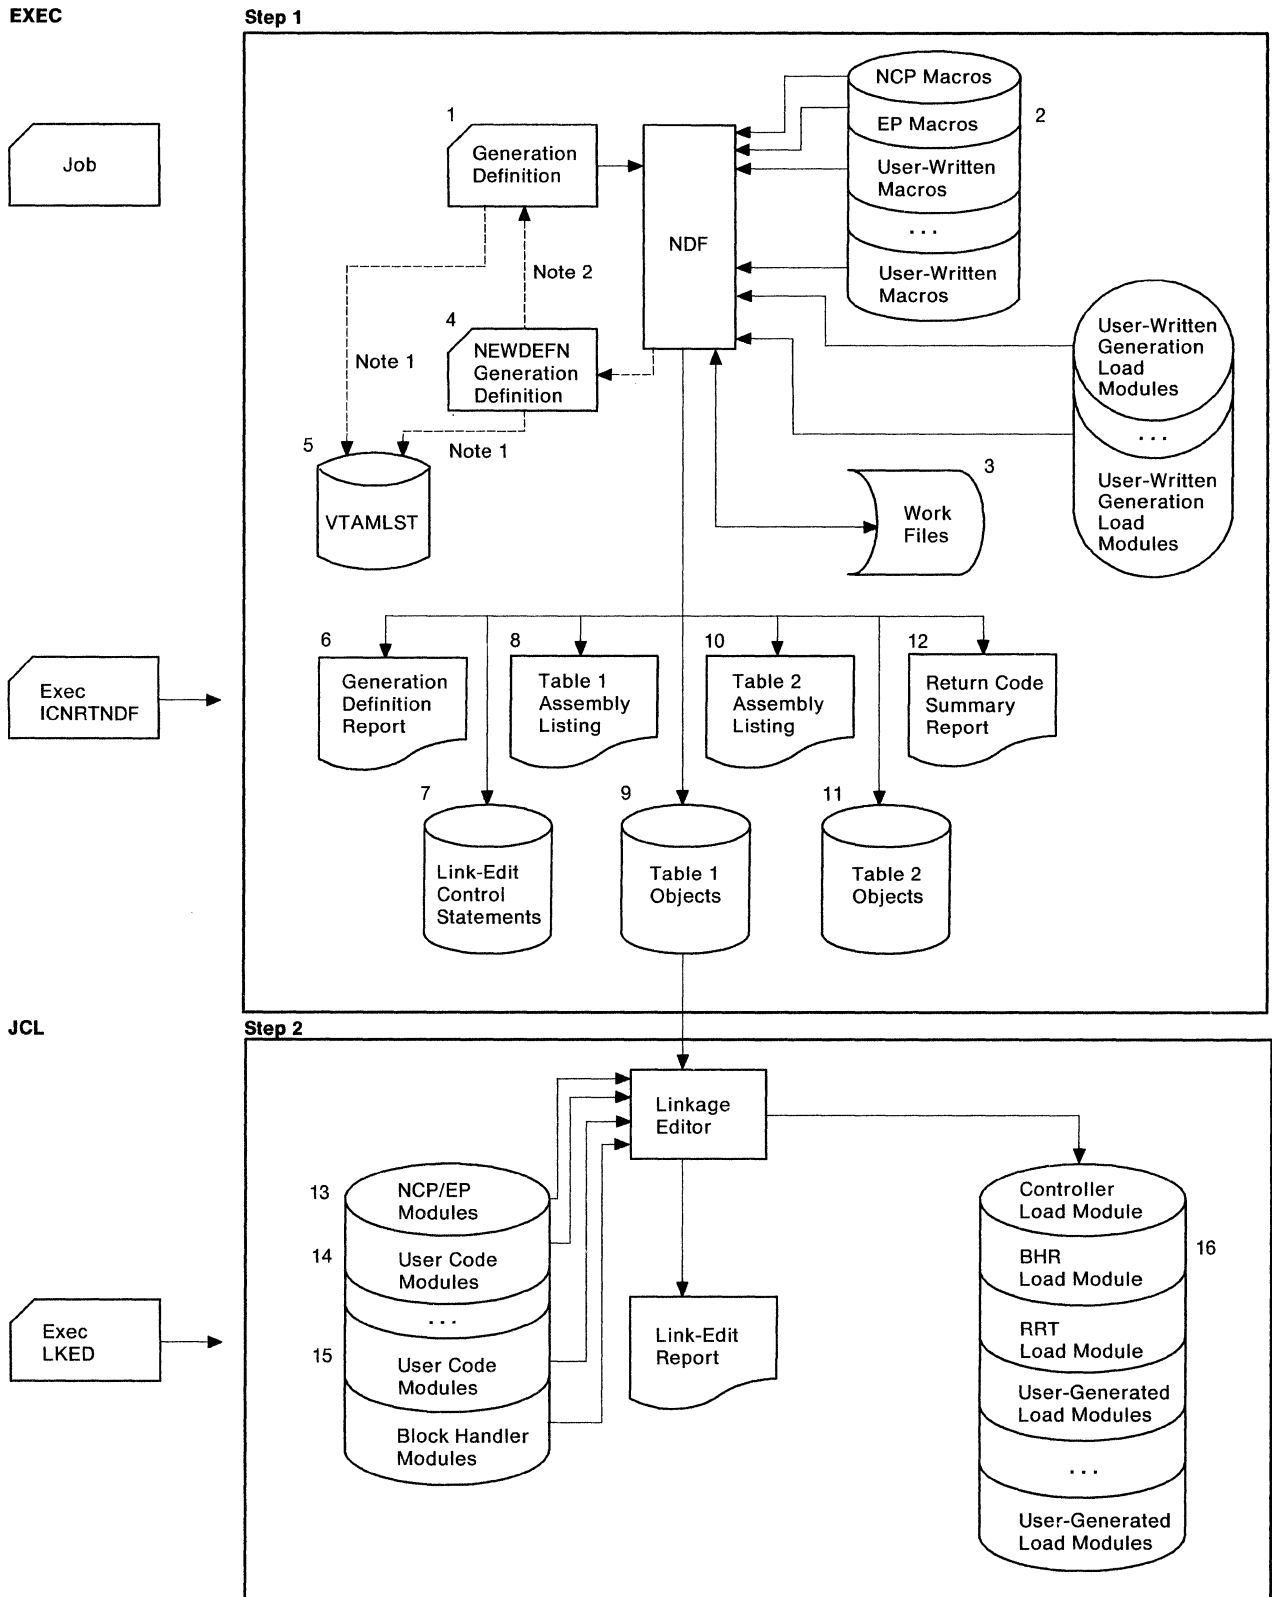 EXEC
Step 1
Job
1
Generation
Definition
NDF
NCP Macros
EP Macros
2
User-Written
Macros
...
User-Written
Macros
Note 2
4
NEWDEFN
Generation
Definition
Note 1
Note 1
5
VTAMLST
User-Written
Generation
Load
Modules
...
User-Written
Generation
Load
Modules
3
Work
Files
Exec
ICNRTNDF
6
Generation
Definition
Report
8
Table 1
Assembly
Listing
10
Table 2
Assembly
Listing
12
Return Code
Summary
Report
7
Link-Edit
Control
Statements
9
Table 1
Objects
11
Table 2
Objects
JCL
Step 2
Linkage
Editor
13
NCP/EP
Modules
14
User Code
Modules
...
15
User Code
Modules
Block Handler
Modules
Exec
LKED
Link-Edit
Report
Controller
Load Module
16
BHR
Load Module
RRT
Load Module
User-Generated
Load Modules
...
User-Generated
Load Modules